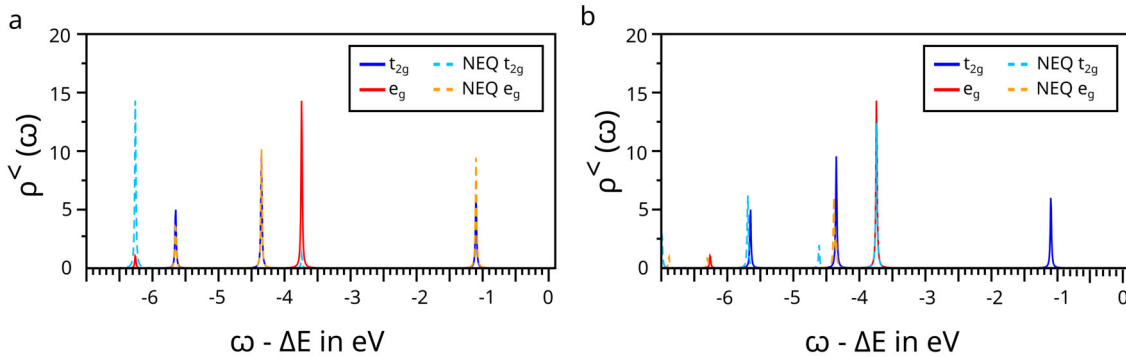 a
20
15
10
5
0
ρ< (ω)
t2g
NEQ t2g
eg
NEQ eg
-6
-5
-4
-3
-2
-1
0
ω - ΔE in eV
b
20
15
10
5
0
ρ< (ω)
t2g
NEQ t2g
eg
NEQ eg
-6
-5
-4
-3
-2
-1
0
ω - ΔE in eV